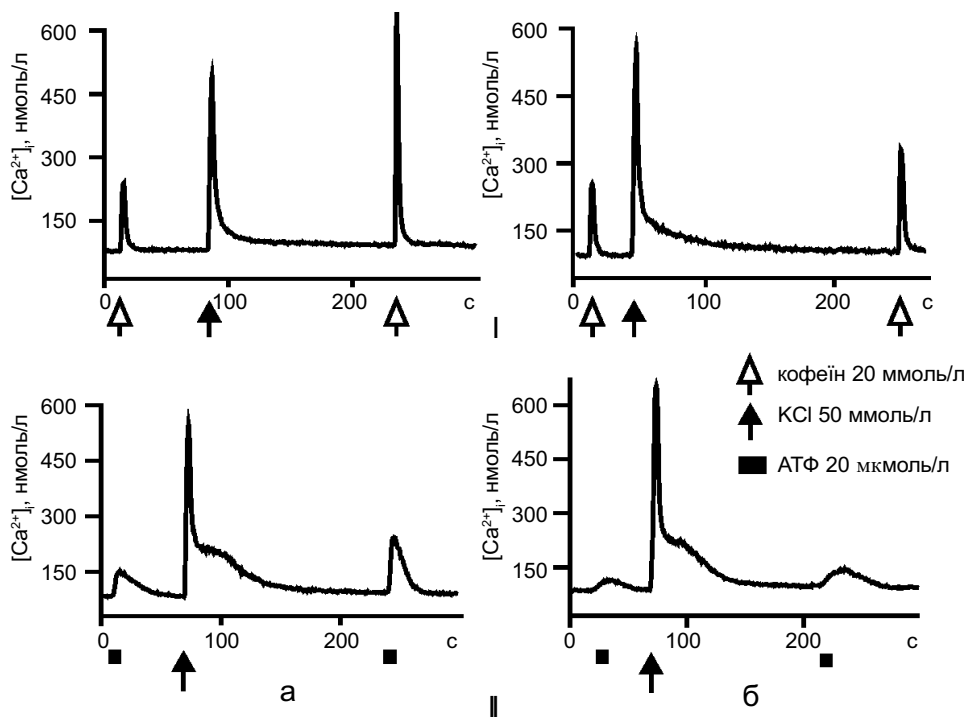 600
450
300
150
[Ca²⁺]ᵢ, нмоль/л
0 100 200 с
600
450
300
150
[Ca²⁺]ᵢ, нмоль/л
0 100 200 с
I
600
450
300
150
[Ca²⁺]ᵢ, нмоль/л
0 100 200 с
а
600
450
300
150
[Ca²⁺]ᵢ, нмоль/л
0 100 200 с
б
кофеїн 20 ммоль/л
KCl 50 ммоль/л
АТФ 20 мкмоль/л
II